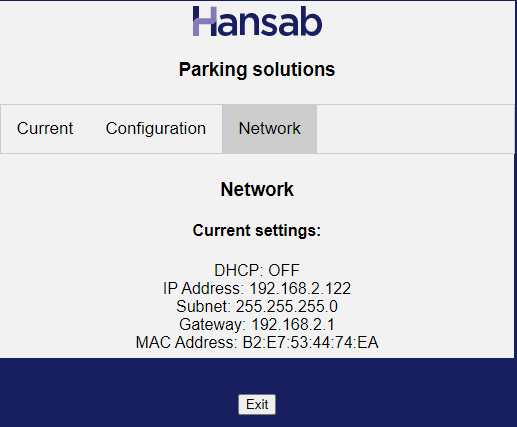 Hansab
Parking solutions
Current
Configuration
Network
Network
Current settings:
DHCP: OFF
IP Address: 192.168.2.122
Subnet: 255.255.255.0
Gateway: 192.168.2.1
MAC Address: B2:E7:53:44:74:EA
Exit